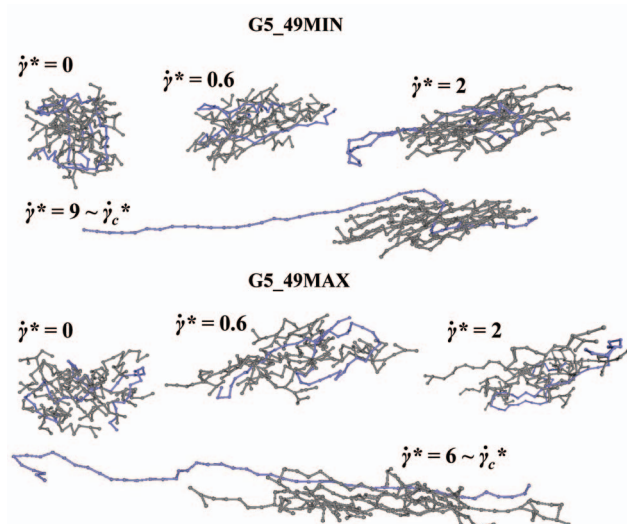 G5_49MIN
γ̇* = 0
γ̇* = 0.6
γ̇* = 2
γ̇* = 9 ~ γ̇c*
G5_49MAX
γ̇* = 0
γ̇* = 0.6
γ̇* = 2
γ̇* = 6 ~ γ̇c*